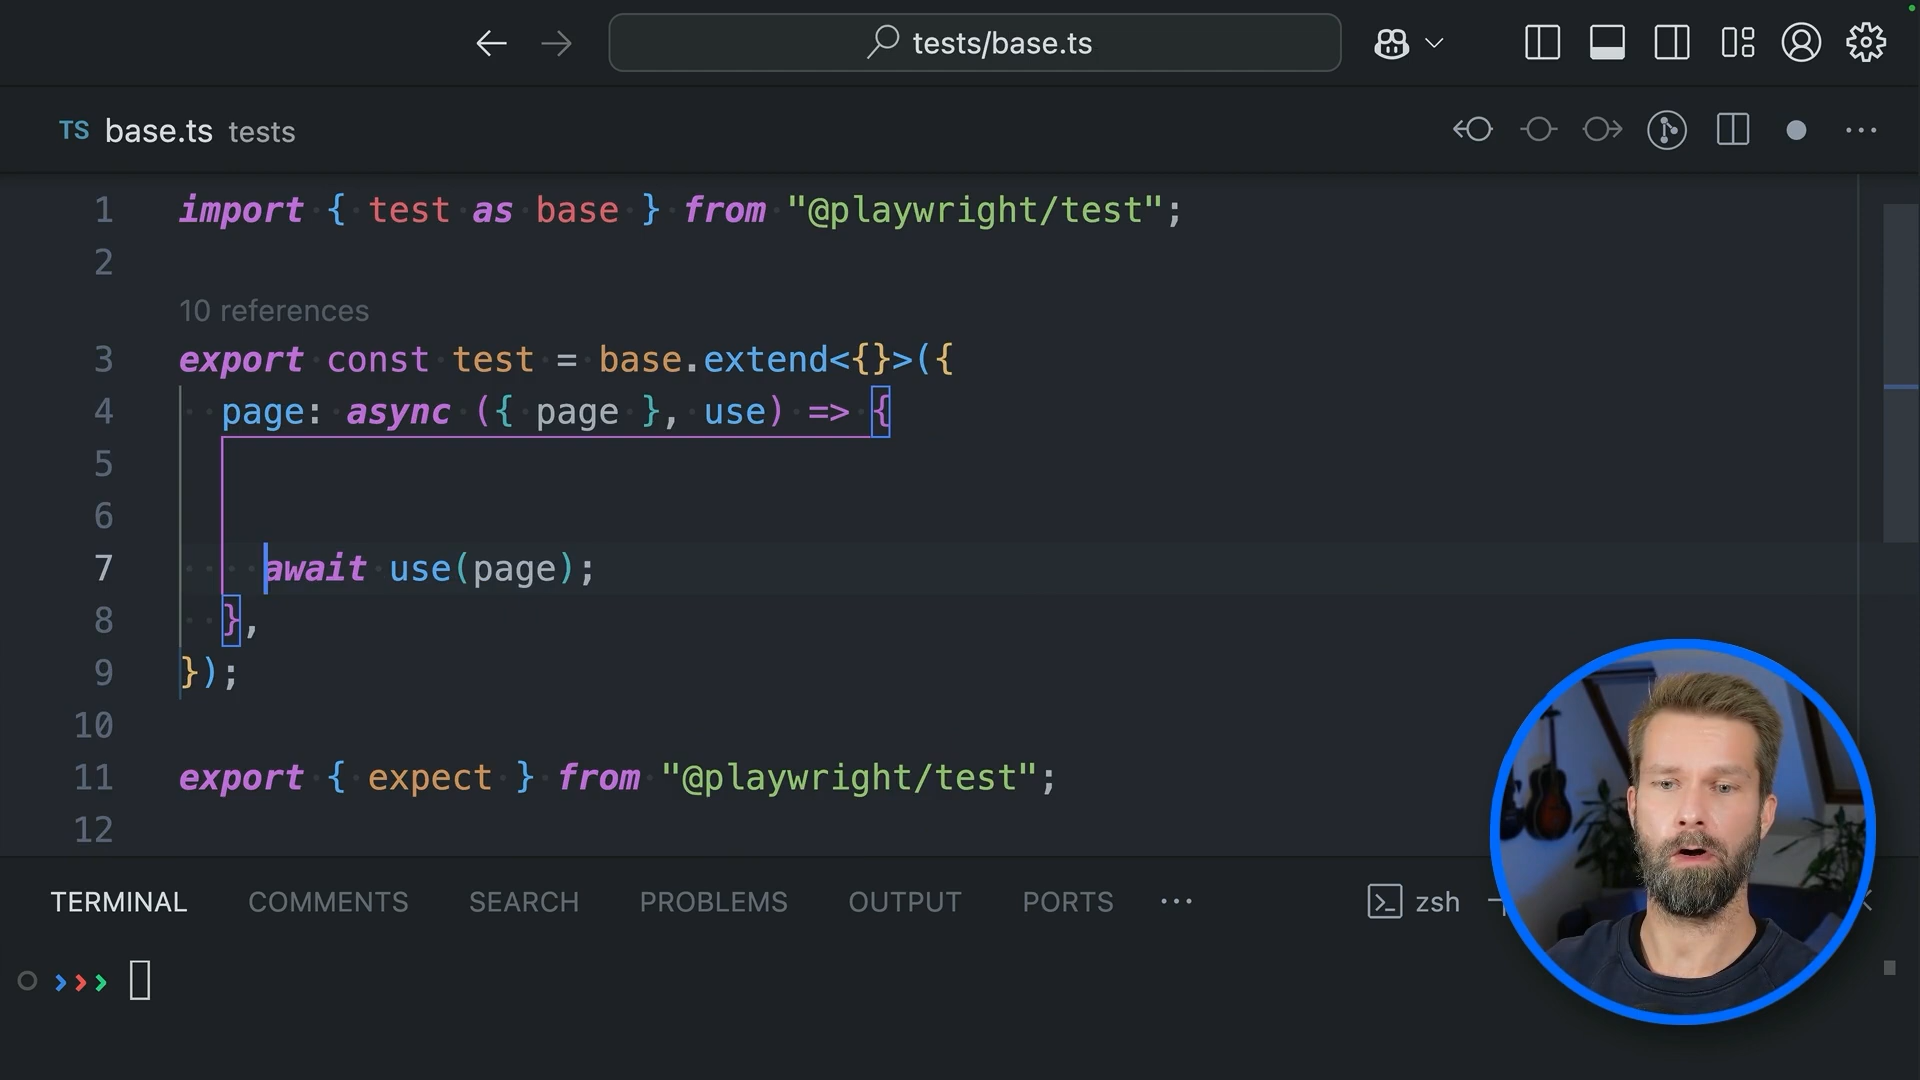 tests/base.ts
TS base.ts tests
1 import { test as base } from "@playwright/test";
2
10 references
3 export const test = base.extend<{}>({
4 page: async ({ page }, use) => {
5
6
7 await use(page);
8 },
9 });
10
11 export { expect } from "@playwright/test";
12
TERMINAL COMMENTS SEARCH PROBLEMS OUTPUT PORTS ··· zsh